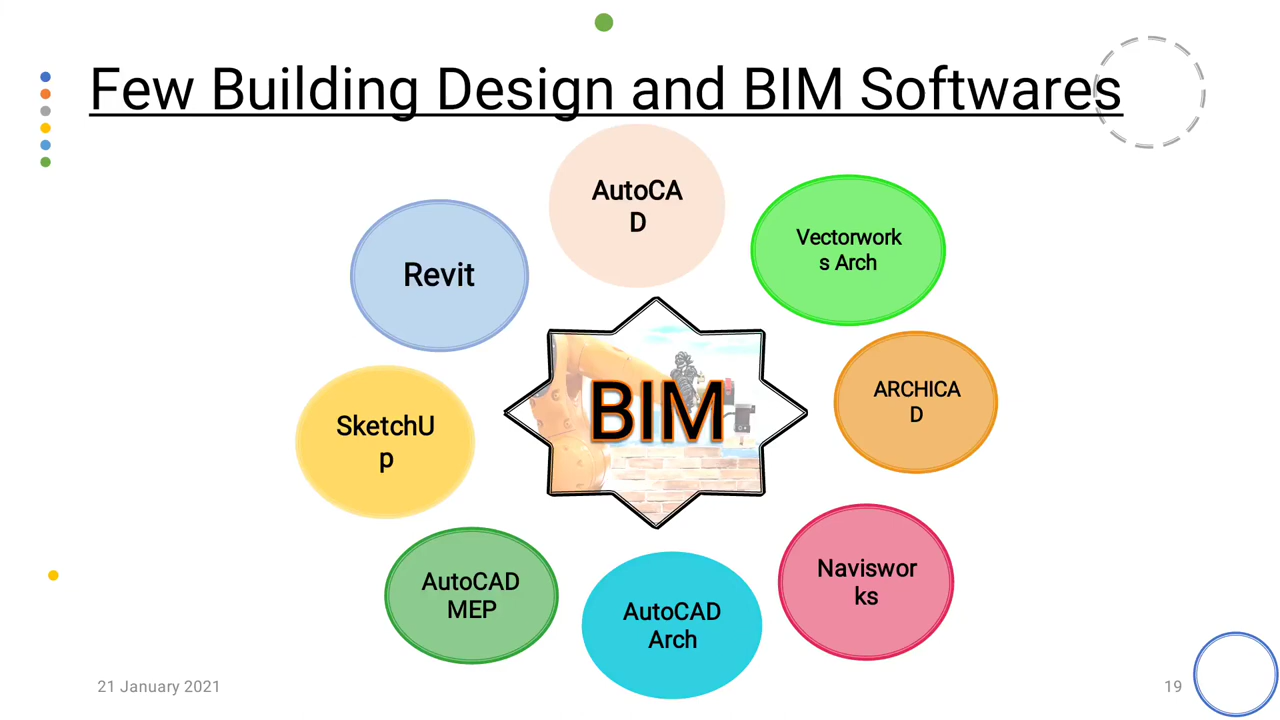 Few Building Design and BIM Softwares
AutoCA
D
Vectorwork
s Arch
Revit
ARCHICA
D
BIM
SketchU
p
Naviswor
ks
AutoCAD
MEP
AutoCAD
Arch
21 January 2021
19